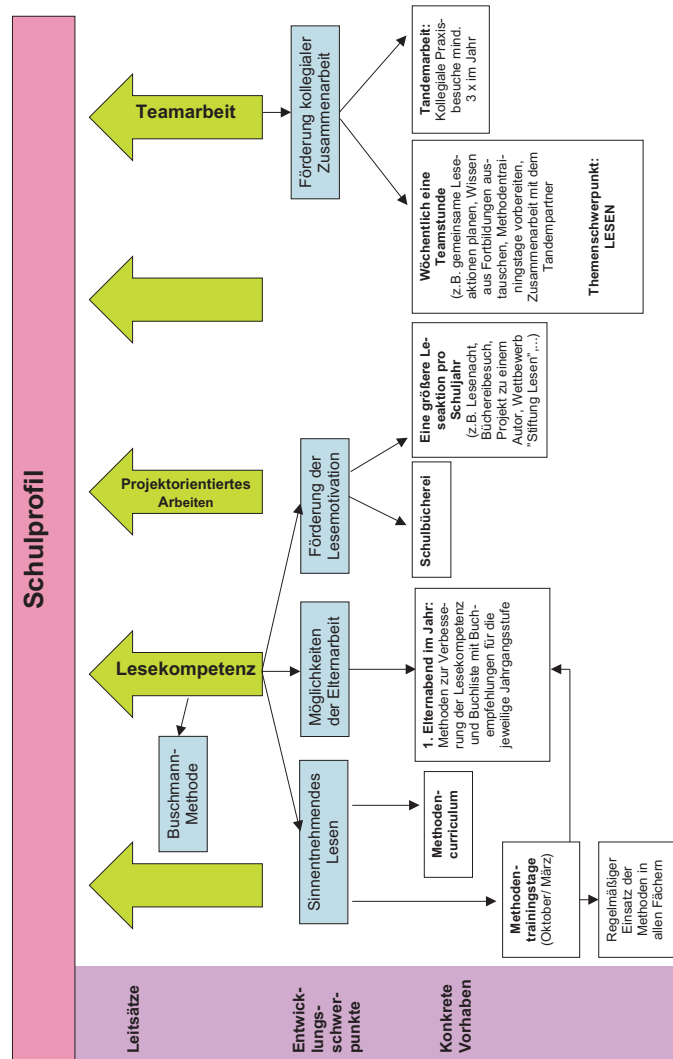 Schulprofil
Leitsätze
Lesekompetenz
Projektorientiertes
Arbeiten
Teamarbeit
Buschmann-
Methode
Entwick-
lungs-
schwer-
punkte
Sinnentnehmendes
Lesen
Möglichkeiten
der Elternarbeit
Förderung der
Lesemotivation
Förderung kollegialer
Zusammenarbeit
Konkrete
Vorhaben
Methoden-
trainingstage
(Oktober/ März)
Regelmäßiger
Einsatz der
Methoden in
allen Fächern
Methoden-
curriculum
1. Elternabend im Jahr:
Methoden zur Verbesse-
rung der Lesekompetenz
und Buchliste mit Buch-
empfehlungen für die
jeweilige Jahrgangsstufe
Schulbücherei
Eine größere Le-
seaktion pro
Schuljahr
(z.B. Lesenacht,
Büchereibesuch,
Projekt zu einem
Autor, Wettbewerb
"Stiftung Lesen",...)
Wöchentlich eine
Teamstunde
(z.B. gemeinsame Lese-
aktionen planen, Wissen
aus Fortbildungen aus-
tauschen, Methodentrai-
ningstage vorbereiten,
Zusammenarbeit mit dem
Tandempartner
Themenschwerpunkt:
LESEN
Tandemarbeit:
Kollegiale Praxis-
besuche mind.
3 x im Jahr